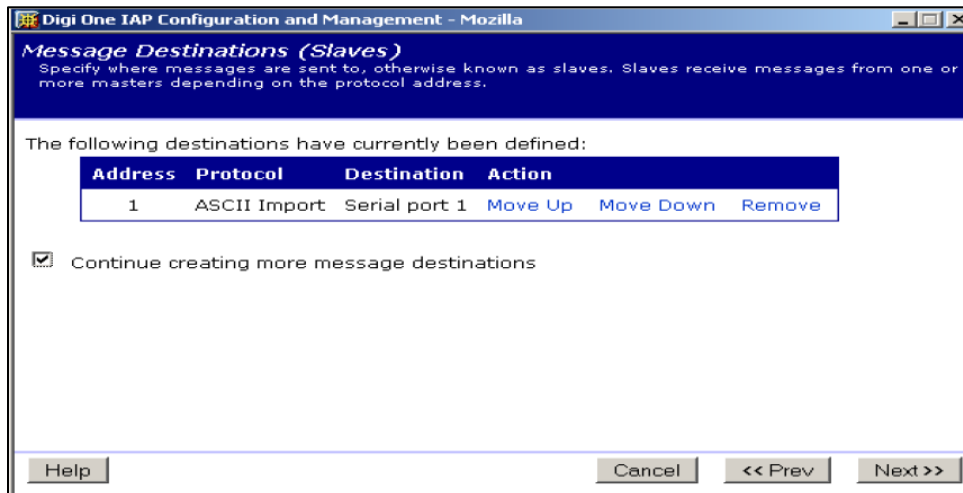 Digi One IAP Configuration and Management - Mozilla
Message Destinations (Slaves)
Specify where messages are sent to, otherwise known as slaves. Slaves receive messages from one or
more masters depending on the protocol address.
The following destinations have currently been defined:
Address Protocol Destination Action
1 ASCII Import Serial port 1 Move Up Move Down Remove
Continue creating more message destinations
Help Cancel << Prev Next >>